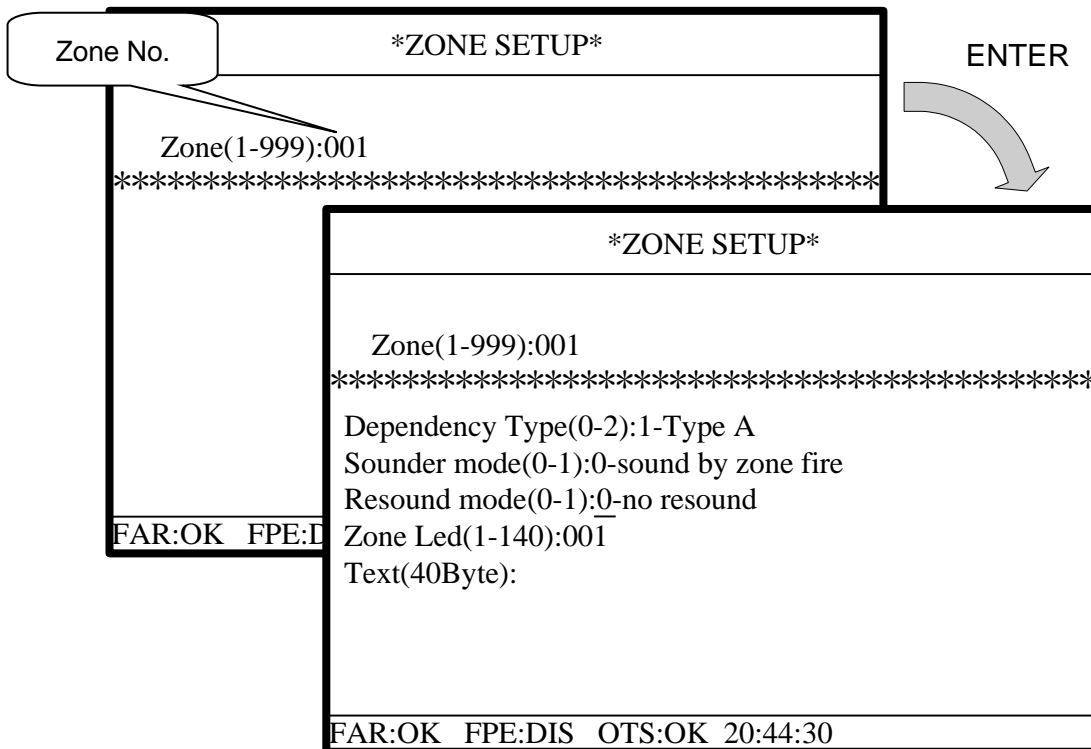 Zone No.
*ZONE SETUP*
ENTER
Zone(1-999):001
*******************************************
FAR:OK FPE:D
*ZONE SETUP*
Zone(1-999):001
*******************************************
Dependency Type(0-2):1-Type A
Sounder mode(0-1):0-sound by zone fire
Resound mode(0-1):0-no resound
Zone Led(1-140):001
Text(40Byte):
FAR:OK FPE:DIS OTS:OK 20:44:30